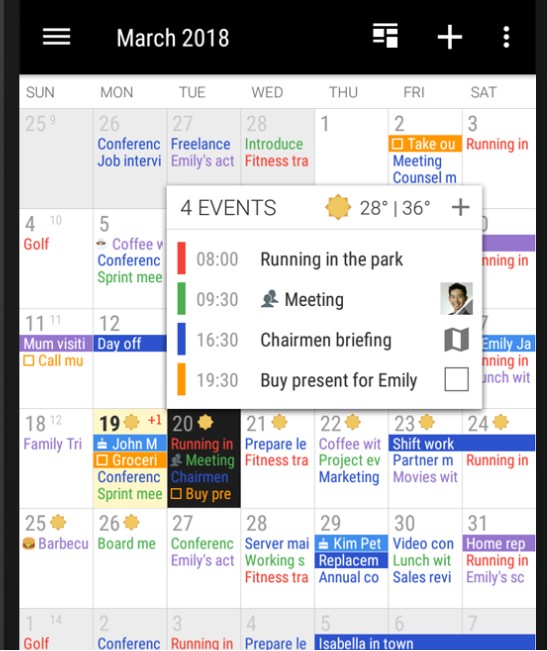 March 2018
SUN MON TUE WED THU FRI SAT
25 9 26 27 28 1 2 3
Conferenc Freelance Introduce Take ou Running in
Job intervi Emily's act Fitness tra Meeting
Counsel m
4 10 5
Golf Coffee w
Conferenc nning in
Sprint mee
4 EVENTS 28° | 36°
08:00 Running in the park
09:30 Meeting
16:30 Chairmen briefing
19:30 Buy present for Emily
11 11 12 7
Mum visiti Day off Emily Ja
Call mu nning in
unch wit
18 12 19 +1 20 21 22 23 24
Family Tri John M Running in Prepare le Coffee wit Shift work
Groceri Meeting Fitness tra Project ev Partner m Running in
Conferenc Chairmen Marketing Movies wit
Sprint mee Buy pre
25 26 27 28 29 30 31
Barbecu Board me Conferenc Server mai Kim Pet Video con Home rep
Emily's act Working s Replacem Lunch wit Running in
Fitness tra Annual co Sales revi Emily's sc
1 14 2 3 4 5 6 7
Golf Conferenc Running in Prepare le Isabella in town